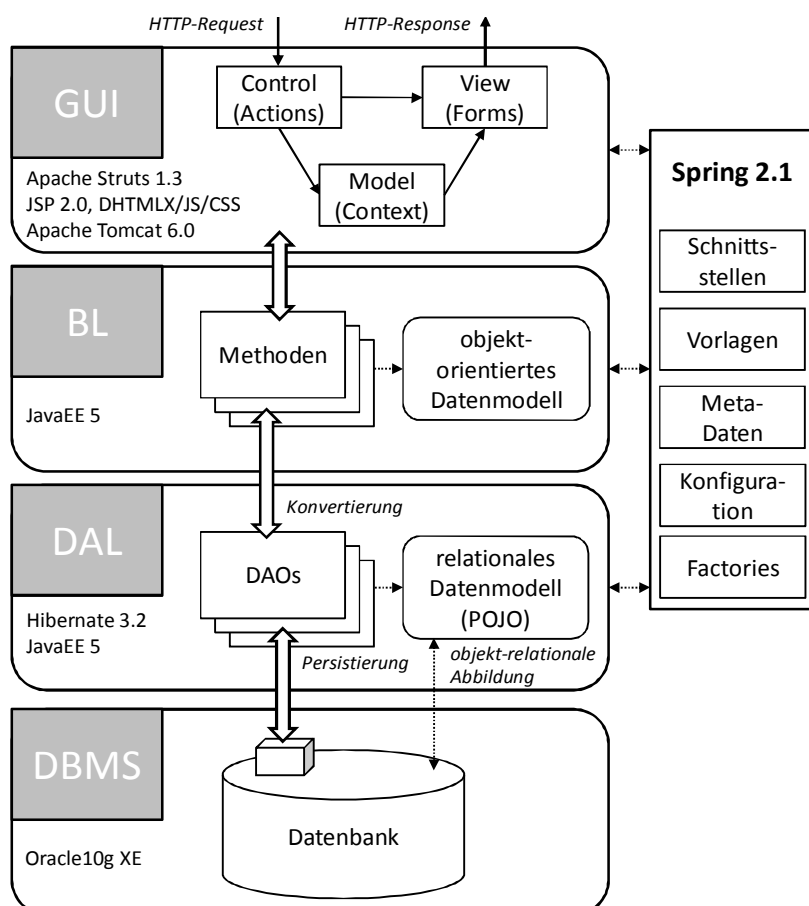 HTTP-Request
HTTP-Response
GUI
Control
(Actions)
View
(Forms)
Model
(Context)
Apache Struts 1.3
JSP 2.0, DHTMLX/JS/CSS
Apache Tomcat 6.0
Spring 2.1
Schnitts-
stellen
Vorlagen
Meta-
Daten
Konfigura-
tion
Factories
BL
JavaEE 5
Methoden
objekt-
orientiertes
Datenmodell
Konvertierung
DAL
Hibernate 3.2
JavaEE 5
DAOs
relationales
Datenmodell
(POJO)
Persistierung
objekt-relationale
Abbildung
DBMS
Oracle10g XE
Datenbank